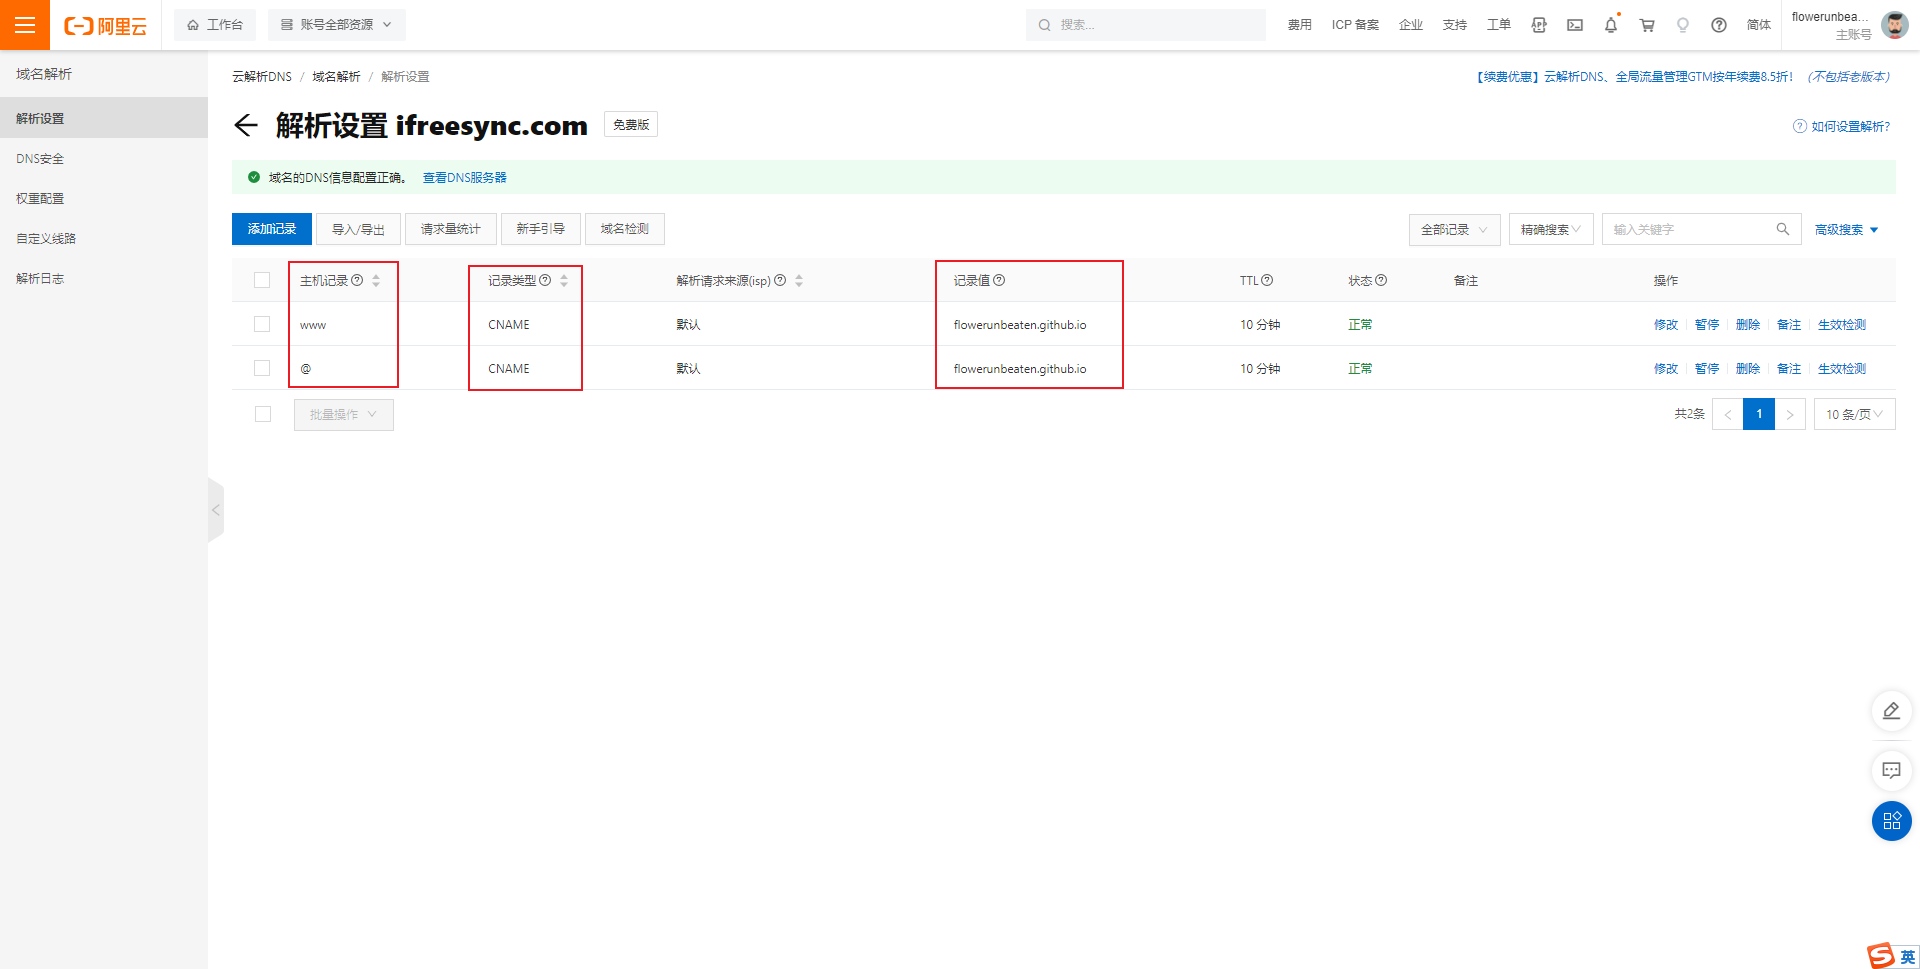 阿里云
工作台
账号全部资源
搜索...
费用
ICP 备案
企业
支持
工单
简体
flowerunbea...
主账号
域名解析
解析设置
DNS安全
权重配置
自定义线路
解析日志
云解析DNS / 域名解析 / 解析设置
【续费优惠】云解析DNS、全局流量管理GTM按年续费8.5折! (不包括老版本)
解析设置 ifreesync.com
免费版
如何设置解析?
域名的DNS信息配置正确。 查看DNS服务器
添加记录 导入/导出 请求量统计 新手引导 域名检测
全部记录 精确搜索 输入关键字 高级搜索
主机记录 记录类型 解析请求来源(isp) 记录值 TTL 状态 备注 操作
www CNAME 默认 flowerunbeaten.github.io 10 分钟 正常 修改 暂停 删除 备注 生效检测
@ CNAME 默认 flowerunbeaten.github.io 10 分钟 正常 修改 暂停 删除 备注 生效检测
批量操作
共2条 < 1 > 10 条/页
英